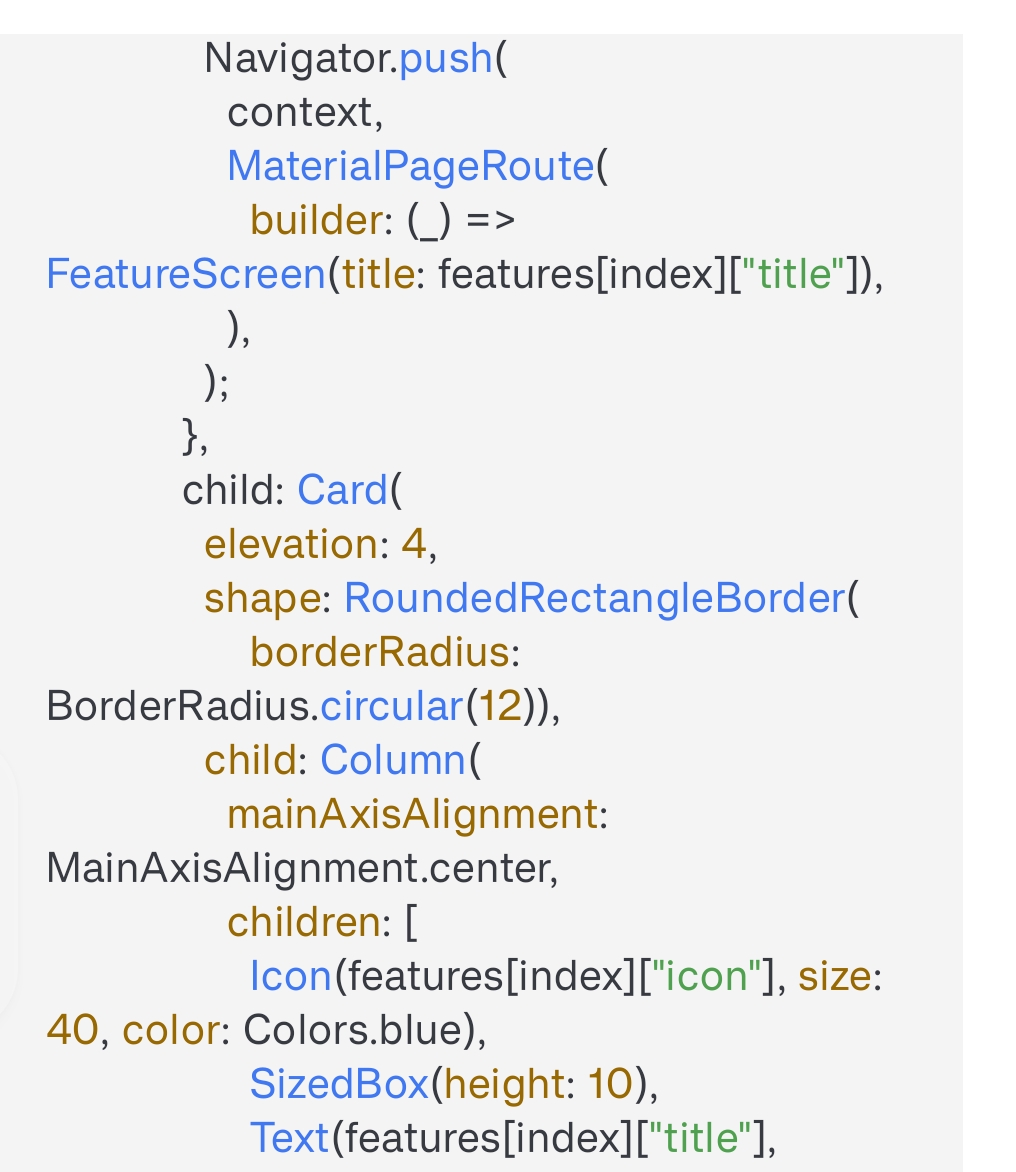 Navigator.push(
context,
MaterialPageRoute(
builder: (_) =>
FeatureScreen(title: features[index]["title"]),
),
);
},
child: Card(
elevation: 4,
shape: RoundedRectangleBorder(
borderRadius:
BorderRadius.circular(12)),
child: Column(
mainAxisAlignment:
MainAxisAlignment.center,
children: [
Icon(features[index]["icon"], size:
40, color: Colors.blue),
SizedBox(height: 10),
Text(features[index]["title"],